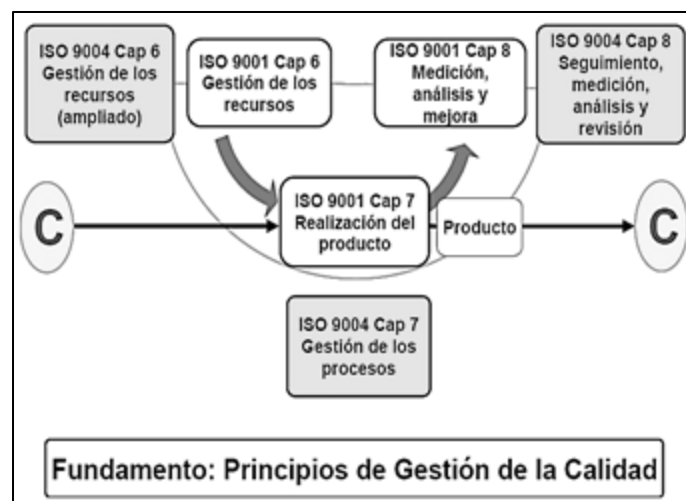 ISO 9004 Cap 6
Gestión de los
recursos
(ampliado)
ISO 9001 Cap 6
Gestión de los
recursos
ISO 9001 Cap 8
Medición,
análisis y
mejora
ISO 9004 Cap 8
Seguimiento,
medición,
análisis y
revisión
C
ISO 9001 Cap 7
Realización del
producto
Producto
C
ISO 9004 Cap 7
Gestión de los
procesos
Fundamento: Principios de Gestión de la Calidad